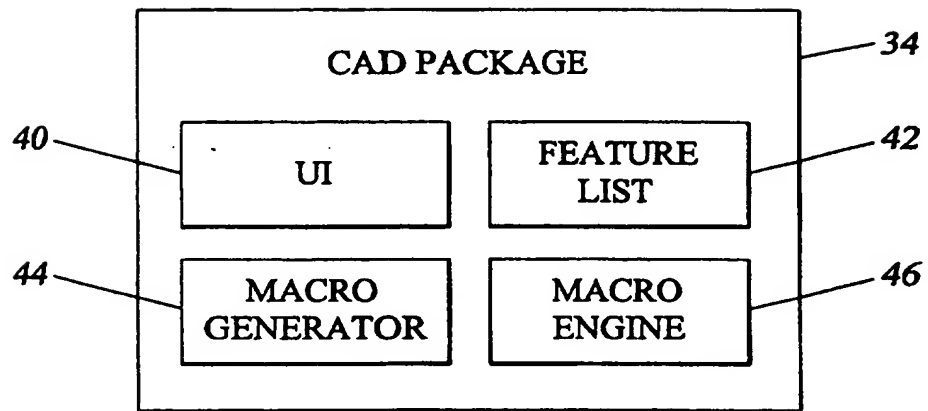 CAD PACKAGE
34
40
UI
FEATURE
LIST
42
44
MACRO
GENERATOR
MACRO
ENGINE
46